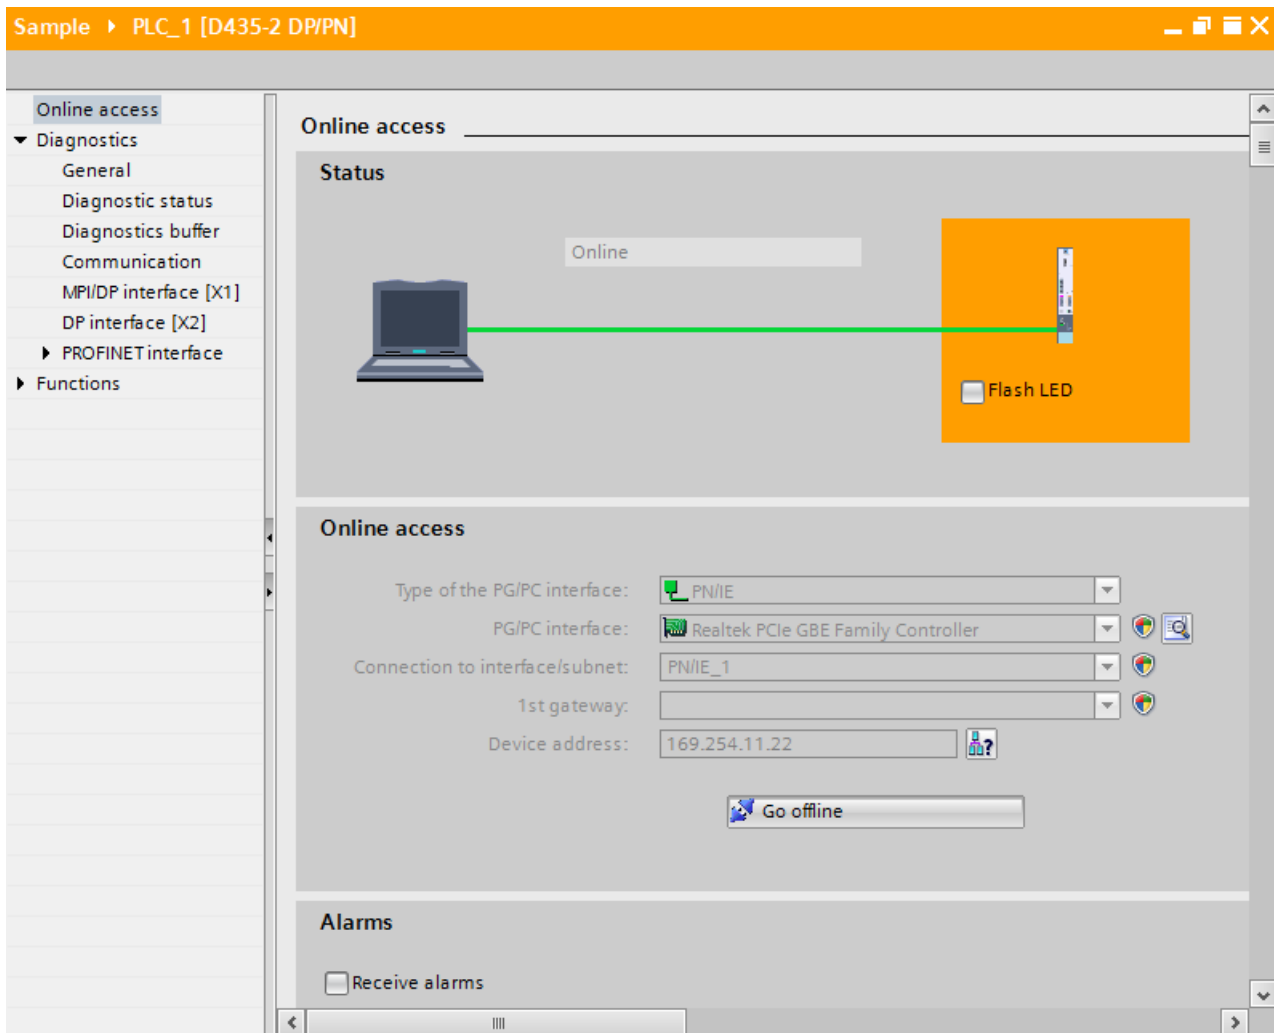 Sample ▸ PLC_1 [D435-2 DP/PN]
Online access
Diagnostics
General
Diagnostic status
Diagnostics buffer
Communication
MPI/DP interface [X1]
DP interface [X2]
PROFINET interface
Functions
Online access
Status
Online
Flash LED
Online access
Type of the PG/PC interface: PN/IE
PG/PC interface: Realtek PCIe GBE Family Controller
Connection to interface/subnet: PN/IE_1
1st gateway:
Device address: 169.254.11.22
Go offline
Alarms
Receive alarms